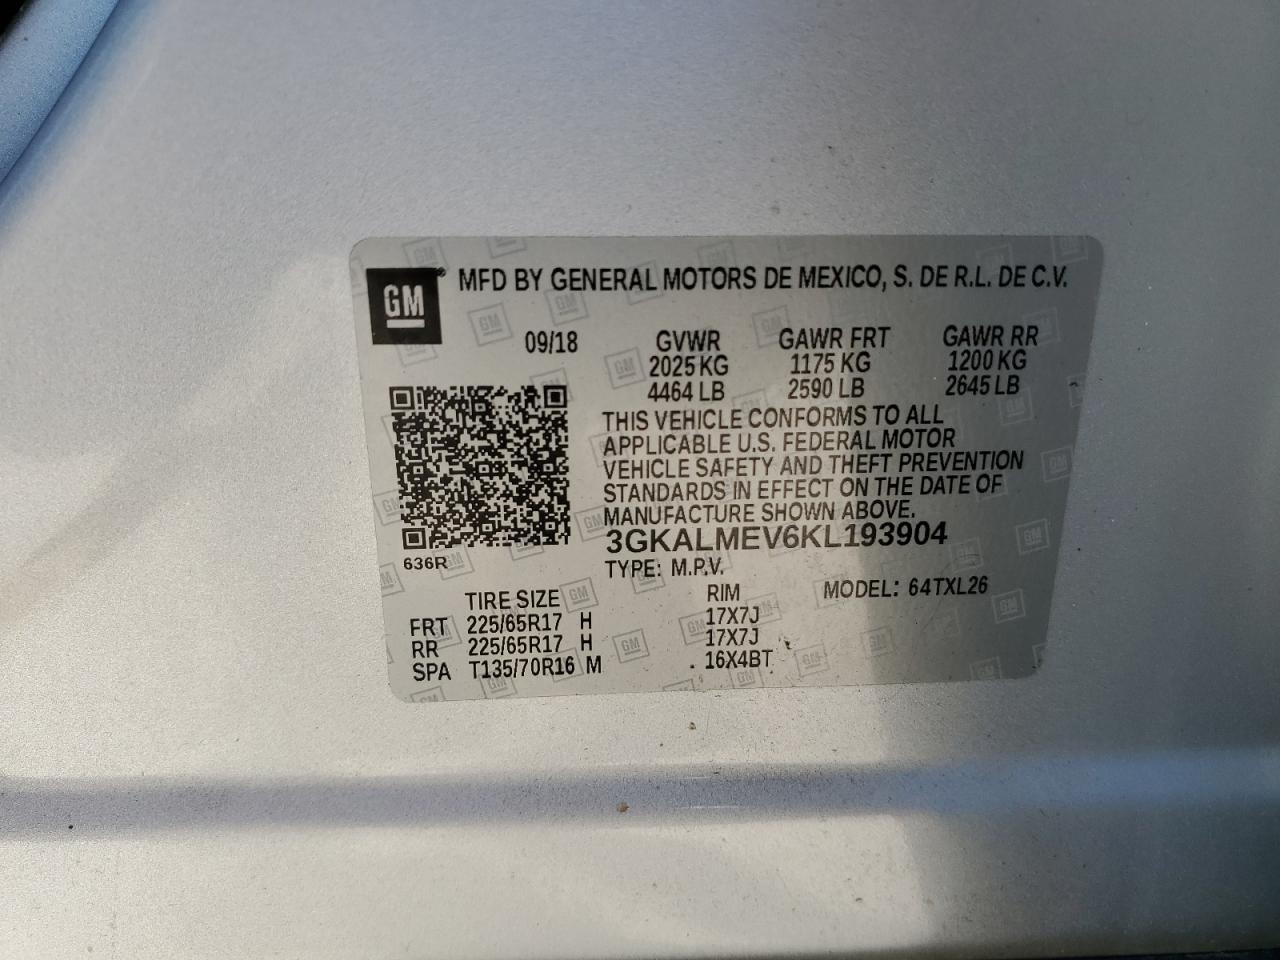 GM® MFD BY GENERAL MOTORS DE MEXICO, S. DE R.L. DE C.V.
09/18 GVWR GAWR FRT GAWR RR
2025 KG 1175 KG 1200 KG
4464 LB 2590 LB 2645 LB
THIS VEHICLE CONFORMS TO ALL
APPLICABLE U.S. FEDERAL MOTOR
VEHICLE SAFETY AND THEFT PREVENTION
STANDARDS IN EFFECT ON THE DATE OF
MANUFACTURE SHOWN ABOVE.
3GKALMEV6KL193904
636R
TYPE: M.P.V.
TIRE SIZE RIM MODEL: 64TXL26
FRT 225/65R17 H 17X7J
RR 225/65R17 H 17X7J
SPA T135/70R16 M 16X4BT